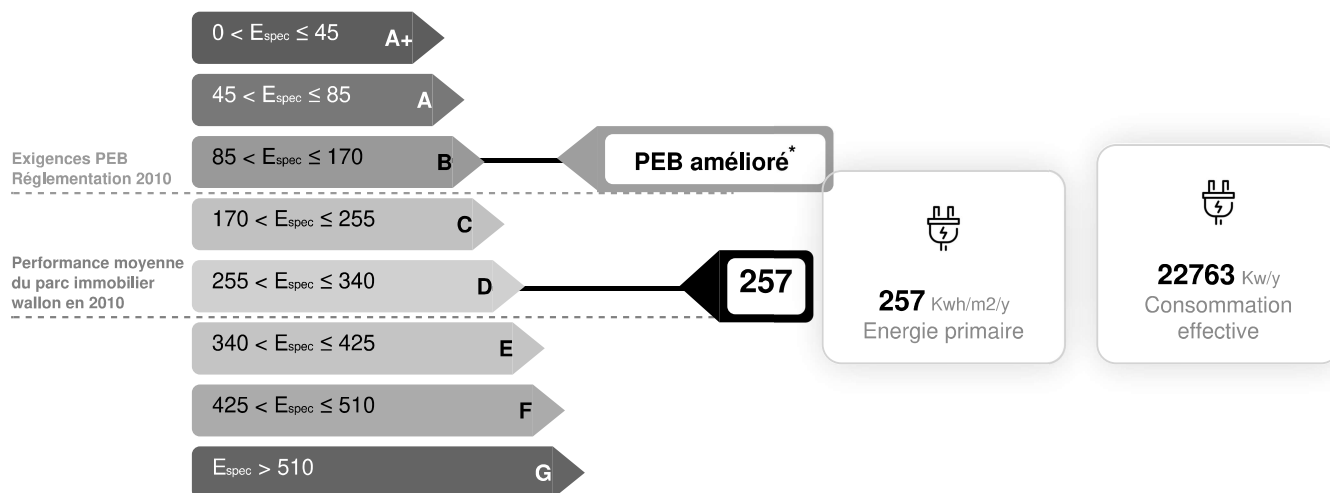 0 < Espec ≤ 45 A+
45 < Espec ≤ 85 A
Exigences PEB
Réglementation 2010
85 < Espec ≤ 170 B
PEB amélioré*
170 < Espec ≤ 255 C
Performance moyenne
du parc immobilier
wallon en 2010
255 < Espec ≤ 340 D
257
340 < Espec ≤ 425 E
425 < Espec ≤ 510 F
Espec > 510 G
257 Kwh/m2/y
Energie primaire
22763 Kw/y
Consommation
effective